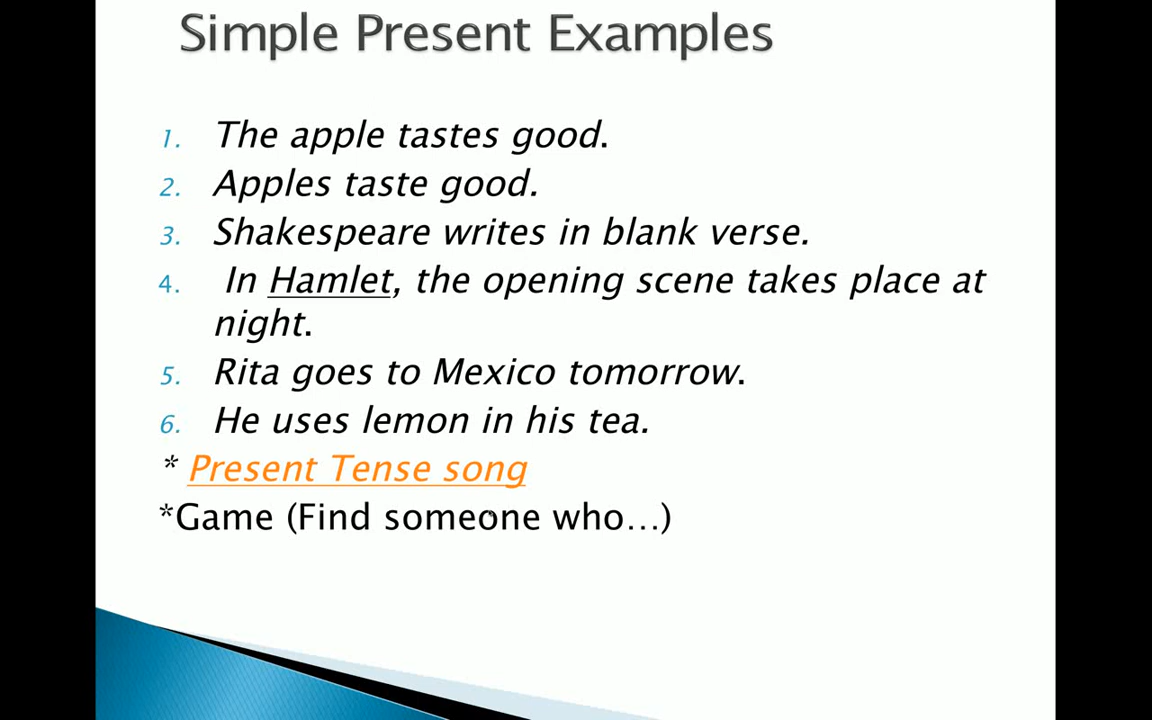 Simple Present Examples
1. The apple tastes good.
2. Apples taste good.
3. Shakespeare writes in blank verse.
4. In Hamlet, the opening scene takes place at
night.
5. Rita goes to Mexico tomorrow.
6. He uses lemon in his tea.
* Present Tense song
*Game (Find someone who…)